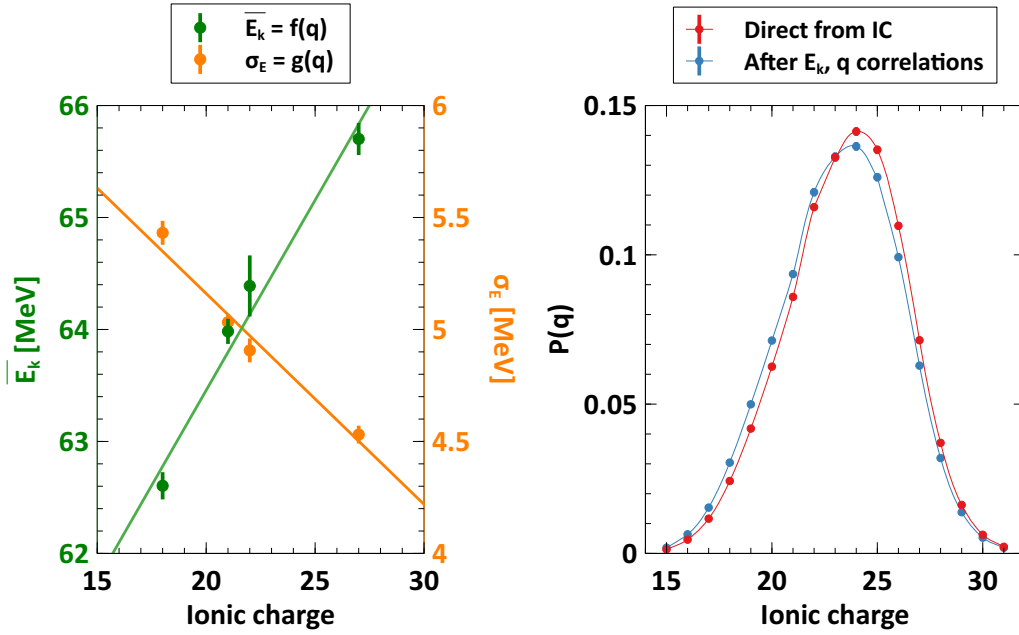 E̅ₖ = f(q)
σ_E = g(q)
66
65
64
63
62
E̅ₖ [MeV]
6
5.5
5
4.5
4
σ_E [MeV]
15 20 25 30
Ionic charge
Direct from IC
After Eₖ, q correlations
0.15
0.1
0.05
0
P(q)
15 20 25 30
Ionic charge